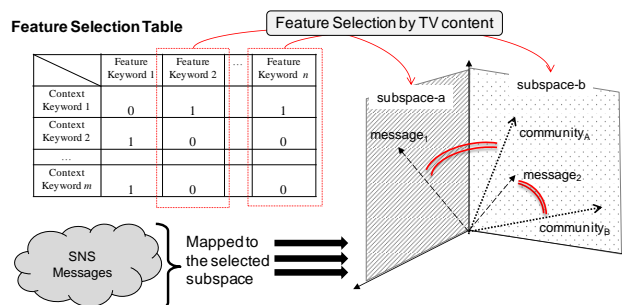 Feature Selection Table
Feature Selection by TV content
Feature Keyword 1
Feature Keyword 2
…
Feature Keyword n
Context Keyword 1
0
1
1
Context Keyword 2
1
0
0
…
Context Keyword m
1
0
0
SNS
Messages
Mapped to
the selected
subspace
subspace-a
subspace-b
message1
communityA
message2
communityB